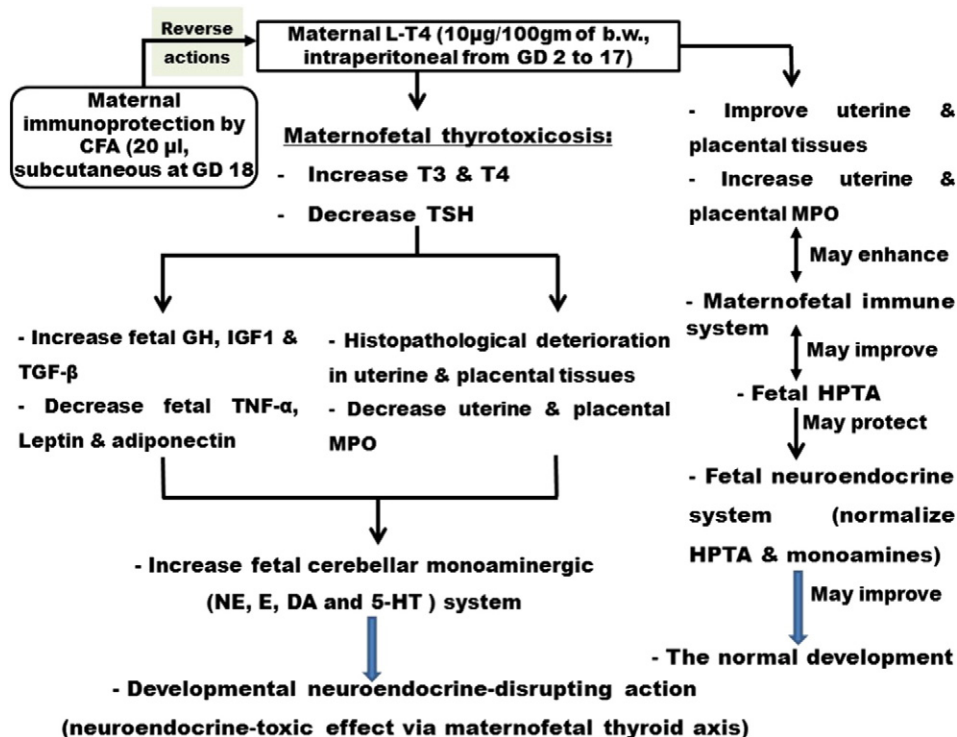 Reverse
actions
Maternal L-T4 (10µg/100gm of b.w.,
intraperitoneal from GD 2 to 17)
Maternal
immunoprotection by
CFA (20 µl,
subcutaneous at GD 18
Maternofetal thyrotoxicosis:
- Increase T3 & T4
- Decrease TSH
- Increase fetal GH, IGF1 &
TGF-β
- Decrease fetal TNF-α,
Leptin & adiponectin
- Histopathological deterioration
in uterine & placental tissues
- Decrease uterine & placental
MPO
- Increase fetal cerebellar monoaminergic
(NE, E, DA and 5-HT ) system
- Developmental neuroendocrine-disrupting action
(neuroendocrine-toxic effect via maternofetal thyroid axis)
- Improve uterine &
placental tissues
- Increase uterine &
placental MPO
May enhance
- Maternofetal immune
system
May improve
- Fetal HPTA
May protect
- Fetal neuroendocrine
system (normalize
HPTA & monoamines)
May improve
- The normal development